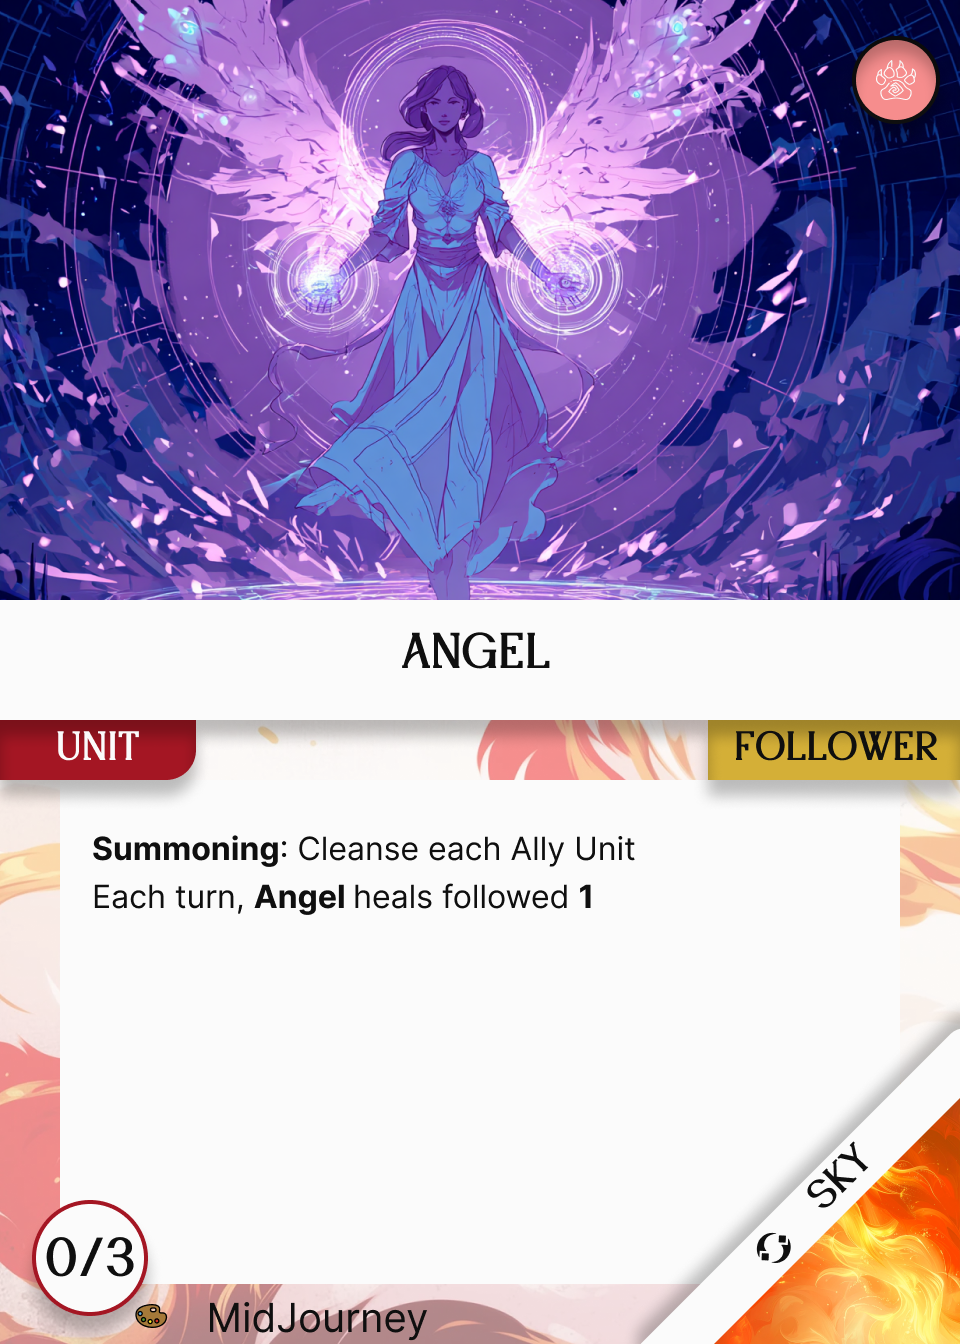 ANGEL
UNIT
FOLLOWER
Summoning: Cleanse each Ally Unit
Each turn, Angel heals followed 1
SKY
0/3
MidJourney